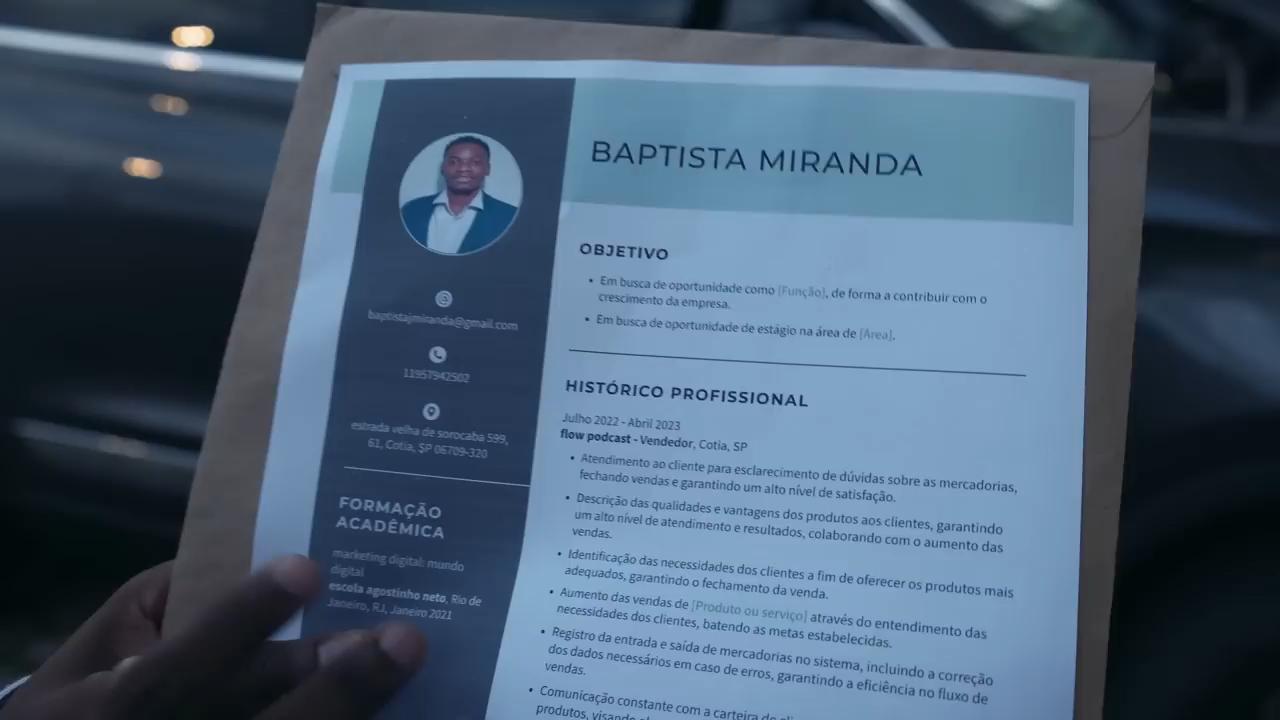 BAPTISTA MIRANDA
baptistajmiranda@gmail.com
11957942502
estrada velha de sorocaba 599,
61, Cotia, SP 06709-320
FORMAÇÃO
ACADÊMICA
marketing digital: mundo
digital
escola agostinho neto, Rio de
Janeiro, RJ, Janeiro 2021
OBJETIVO
• Em busca de oportunidade como [Função], de forma a contribuir com o
crescimento da empresa.
• Em busca de oportunidade de estágio na área de [Área].
HISTÓRICO PROFISSIONAL
Julho 2022 - Abril 2023
flow podcast - Vendedor, Cotia, SP
• Atendimento ao cliente para esclarecimento de dúvidas sobre as mercadorias,
fechando vendas e garantindo um alto nível de satisfação.
• Descrição das qualidades e vantagens dos produtos aos clientes, garantindo
um alto nível de atendimento e resultados, colaborando com o aumento das
vendas.
• Identificação das necessidades dos clientes a fim de oferecer os produtos mais
adequados, garantindo o fechamento da venda.
• Aumento das vendas de [Produto ou serviço] através do entendimento das
necessidades dos clientes, batendo as metas estabelecidas.
• Registro da entrada e saída de mercadorias no sistema, incluindo a correção
dos dados necessários em caso de erros, garantindo a eficiência no fluxo de
vendas.
• Comunicação constante com a carteira de
produtos, visando